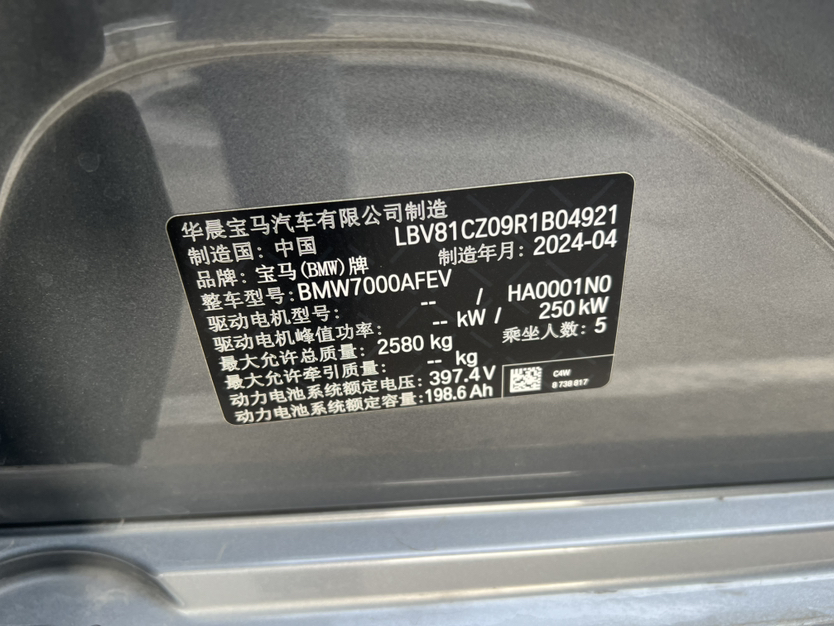 华晨宝马汽车有限公司制造
LBV81CZ09R1B04921
制造国：中国
制造年月：2024-04
品牌：宝马(BMW)牌
整车型号：BMW7000AFEV
驱动电机型号： -- / HA0001N0
驱动电机峰值功率： -- kW / 250 kW
最大允许总质量： 2580 kg 乘坐人数：5
最大允许牵引质量： -- kg
动力电池系统额定电压：397.4 V
动力电池系统额定容量：198.6 Ah
C4W
8 738 817